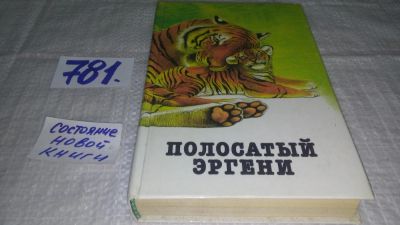 781.
СОСТОЯНИЕ
НОВОЙ
КНИГИ
ПОЛОСАТЫЙ
ЭРГЕНИ